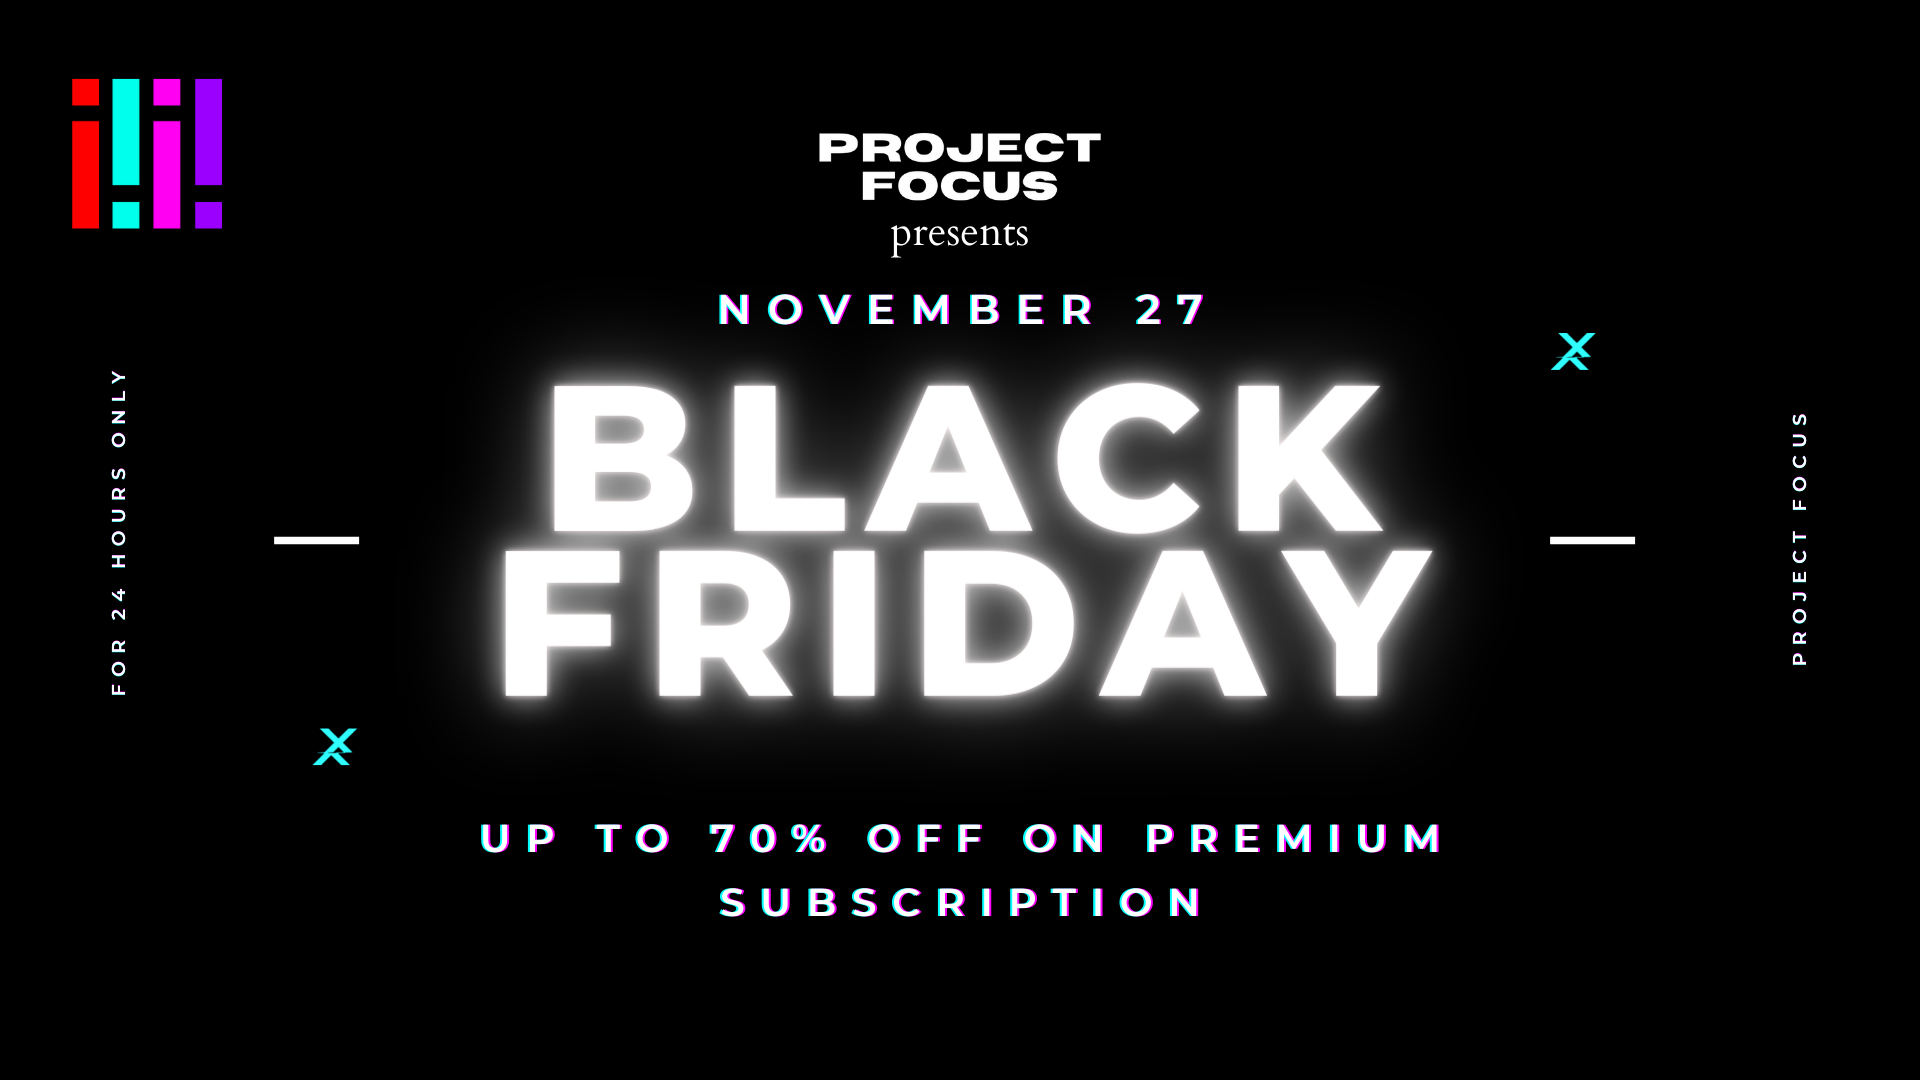 PROJECT
FOCUS
presents
NOVEMBER 27
BLACK
FRIDAY
FOR 24 HOURS ONLY
PROJECT FOCUS
UP TO 70% OFF ON PREMIUM
SUBSCRIPTION